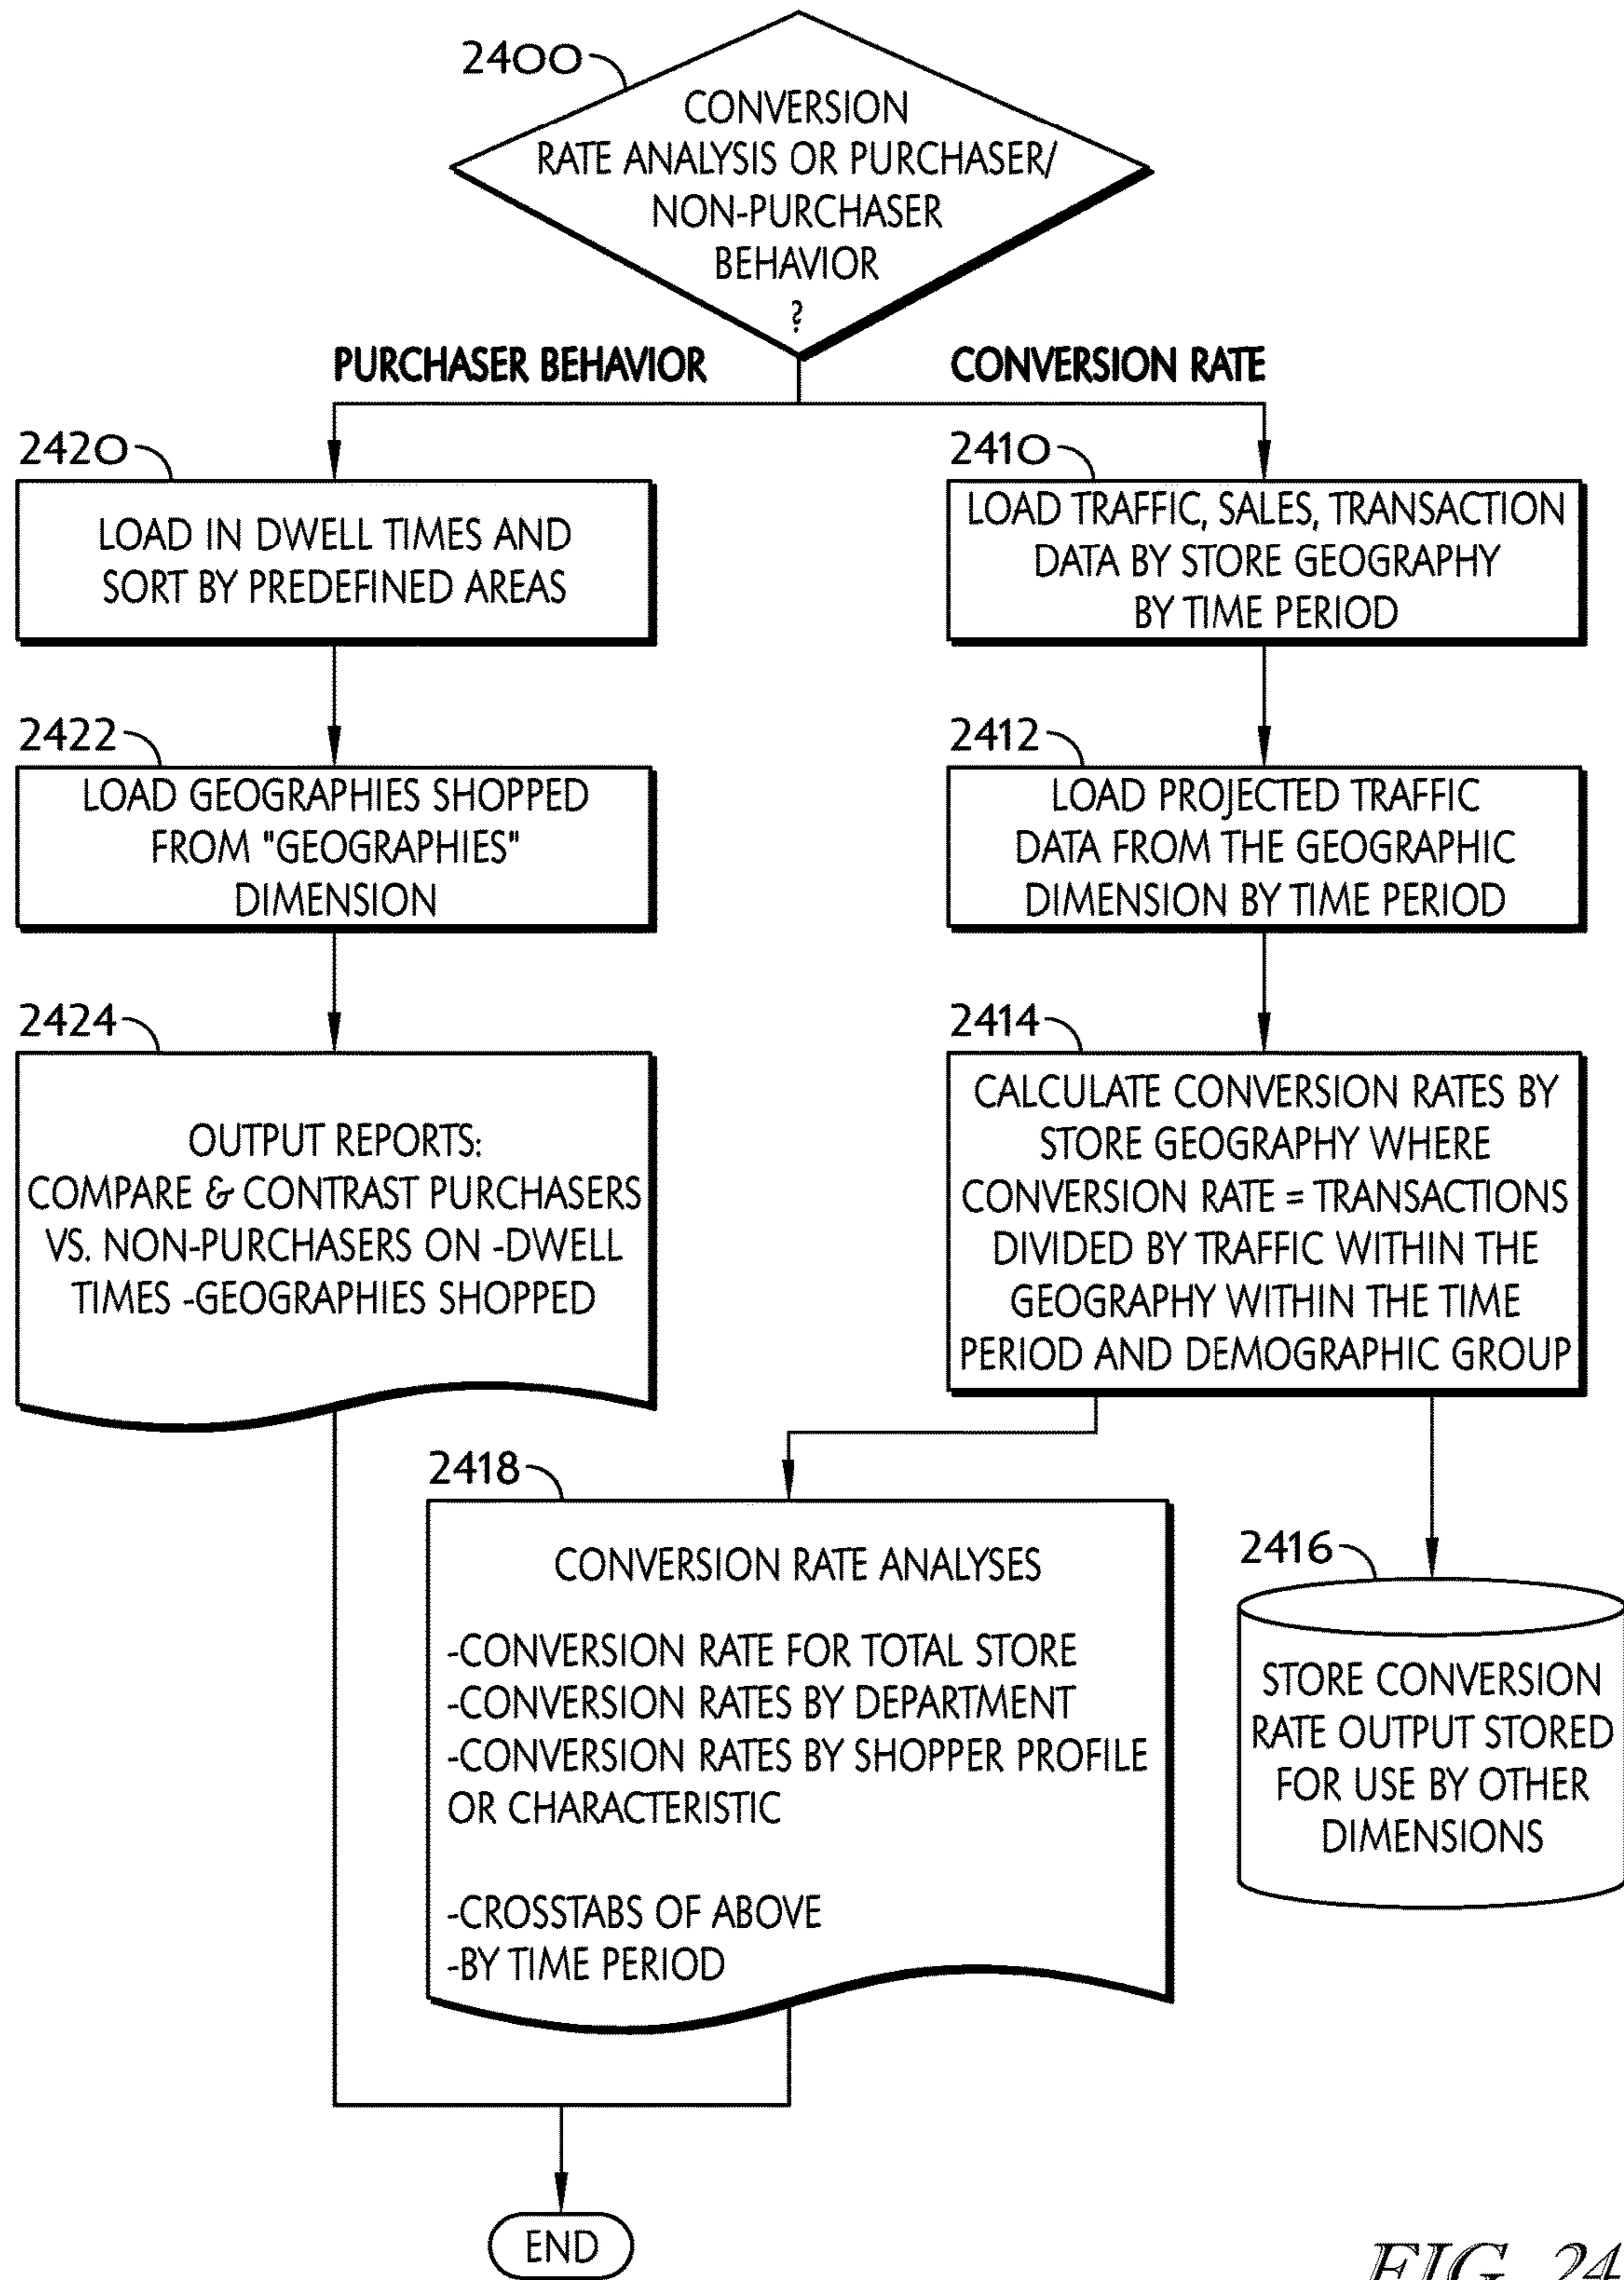 2400
CONVERSION
RATE ANALYSIS OR PURCHASER/
NON-PURCHASER
BEHAVIOR
?
PURCHASER BEHAVIOR
CONVERSION RATE
2420
LOAD IN DWELL TIMES AND
SORT BY PREDEFINED AREAS
2410
LOAD TRAFFIC, SALES, TRANSACTION
DATA BY STORE GEOGRAPHY
BY TIME PERIOD
2422
LOAD GEOGRAPHIES SHOPPED
FROM "GEOGRAPHIES"
DIMENSION
2412
LOAD PROJECTED TRAFFIC
DATA FROM THE GEOGRAPHIC
DIMENSION BY TIME PERIOD
2424
OUTPUT REPORTS:
COMPARE & CONTRAST PURCHASERS
VS. NON-PURCHASERS ON -DWELL
TIMES -GEOGRAPHIES SHOPPED
2414
CALCULATE CONVERSION RATES BY
STORE GEOGRAPHY WHERE
CONVERSION RATE = TRANSACTIONS
DIVIDED BY TRAFFIC WITHIN THE
GEOGRAPHY WITHIN THE TIME
PERIOD AND DEMOGRAPHIC GROUP
2418
CONVERSION RATE ANALYSES
-CONVERSION RATE FOR TOTAL STORE
-CONVERSION RATES BY DEPARTMENT
-CONVERSION RATES BY SHOPPER PROFILE
OR CHARACTERISTIC
-CROSSTABS OF ABOVE
-BY TIME PERIOD
2416
STORE CONVERSION
RATE OUTPUT STORED
FOR USE BY OTHER
DIMENSIONS
END
FIG. 24